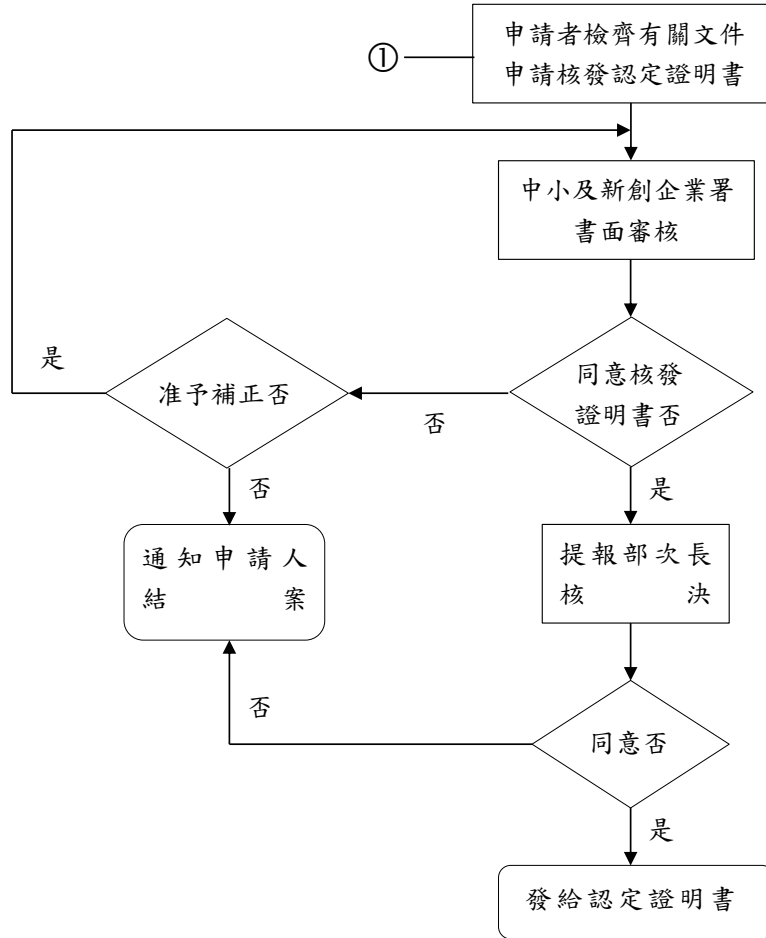 申請者檢齊有關文件
申請核發認定證明書
①
中小及新創企業署
書面審核
是
准予補正否
同意核發
證明書否
否
否
是
通知申請人
結案
提報部次長
核決
否
同意否
是
發給認定證明書